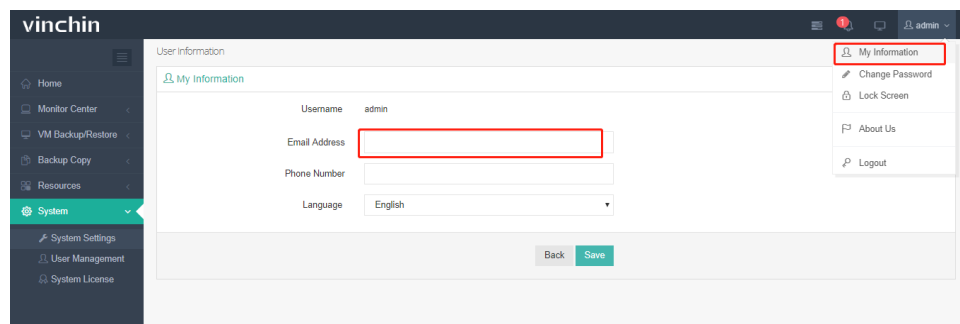 vinchin
1
admin
User Information
My Information
Change Password
Lock Screen
About Us
Logout
Home
Monitor Center
VM Backup/Restore
Backup Copy
Resources
System
System Settings
User Management
System License
My Information
Username admin
Email Address
Phone Number
Language English
Back Save